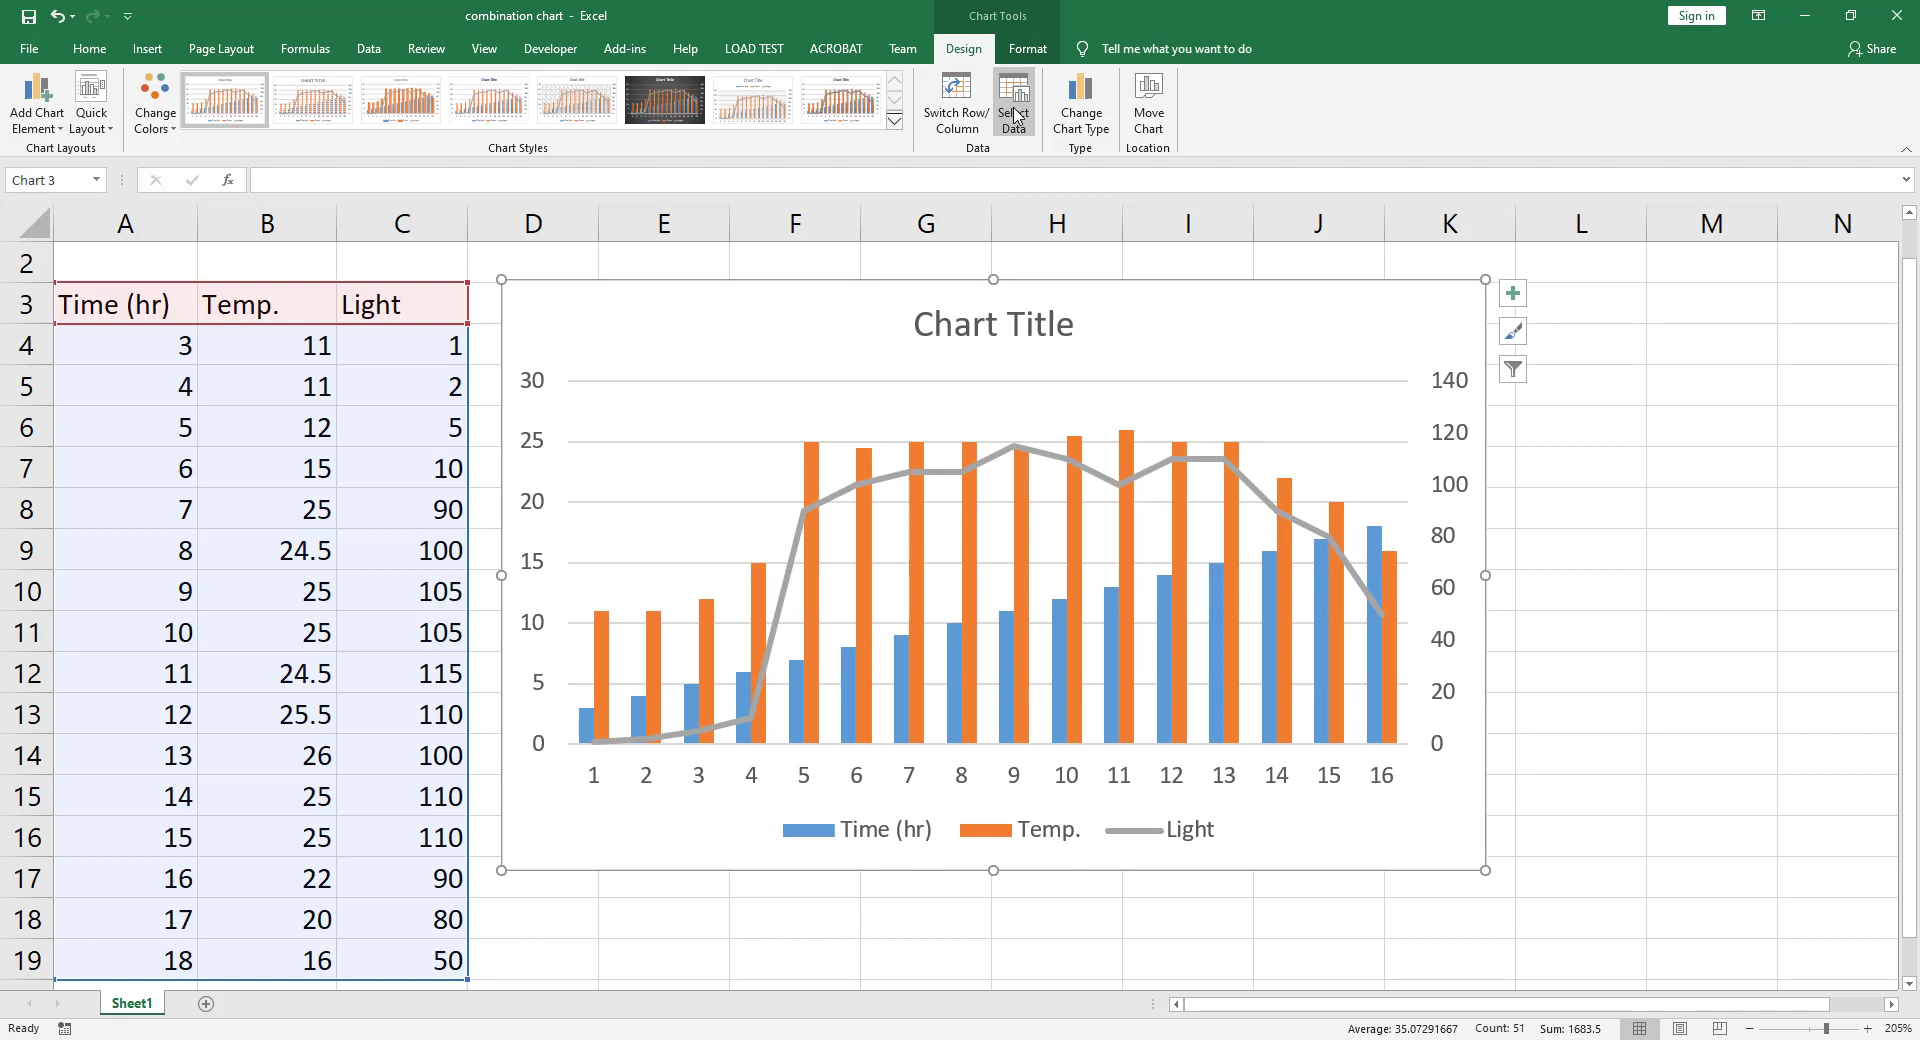 combination chart - Excel
Chart Tools
Sign in
File Home Insert Page Layout Formulas Data Review View Developer Add-ins Help LOAD TEST ACROBAT Team Design Format Tell me what you want to do Share
Add Chart Element
Quick Layout
Change Colors
Switch Row/ Column
Select Data
Change Chart Type
Move Chart
Chart Layouts Chart Styles Data Type Location
Chart 3 fx
A B C D E F G H I J K L M N
2
3 Time (hr) Temp. Light
4 3 11 1
5 4 11 2
6 5 12 5
7 6 15 10
8 7 25 90
9 8 24.5 100
10 9 25 105
11 10 25 105
12 11 24.5 115
13 12 25.5 110
14 13 26 100
15 14 25 110
16 15 25 110
17 16 22 90
18 17 20 80
19 18 16 50
Chart Title
30 140
25 120
20 100
15 80
10 60
5 40
0 20
0
1 2 3 4 5 6 7 8 9 10 11 12 13 14 15 16
Time (hr) Temp. Light
Sheet1
Ready Average: 35.07291667 Count: 51 Sum: 1683.5 205%